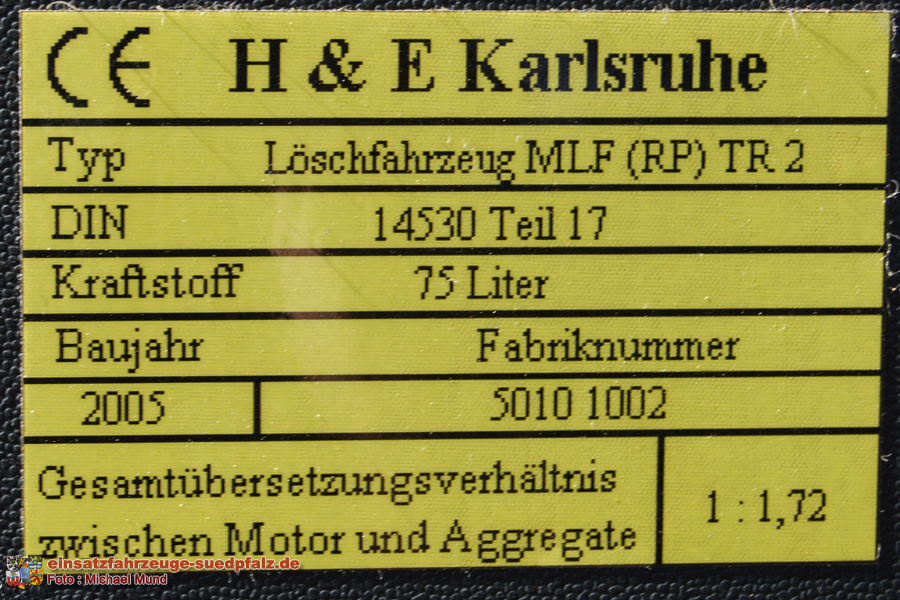 CE H & E Karlsruhe
Typ Löschfahrzeug MLF (RP) TR 2
DIN 14530 Teil 17
Kraftstoff 75 Liter
Baujahr Fabriknummer
2005 5010 1002
Gesamtübersetzungsverhältnis
zwischen Motor und Aggregate 1 : 1,72
einsatzfahrzeuge-suedpfalz.de
Foto : Michael Mund